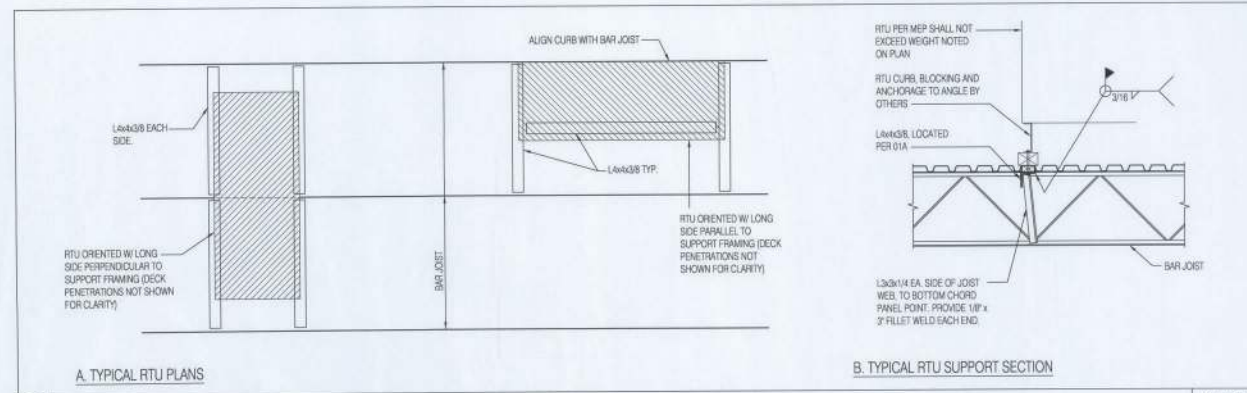 ALIGN CURB WITH BAR JOIST
L4x4x3/8 EACH
SIDE.
L4x4x3/8 TYP.
RTU ORIENTED W/ LONG
SIDE PERPENDICULAR TO
SUPPORT FRAMING (DECK
PENETRATIONS NOT SHOWN
FOR CLARITY)
BAR JOIST
RTU ORIENTED W/ LONG
SIDE PARALLEL TO
SUPPORT FRAMING (DECK
PENETRATIONS NOT
SHOWN FOR CLARITY)
A. TYPICAL RTU PLANS
RTU PER MEP SHALL NOT
EXCEED WEIGHT NOTED
ON PLAN
RTU CURB, BLOCKING AND
ANCHORAGE TO ANGLE BY
OTHERS
3/16
L4x4x3/8, LOCATED
PER 01A
BAR JOIST
L3x3x1/4 EA. SIDE OF JOIST
WEB, TO BOTTOM CHORD
PANEL POINT. PROVIDE 1/8" x
3" FILLET WELD EACH END.
B. TYPICAL RTU SUPPORT SECTION